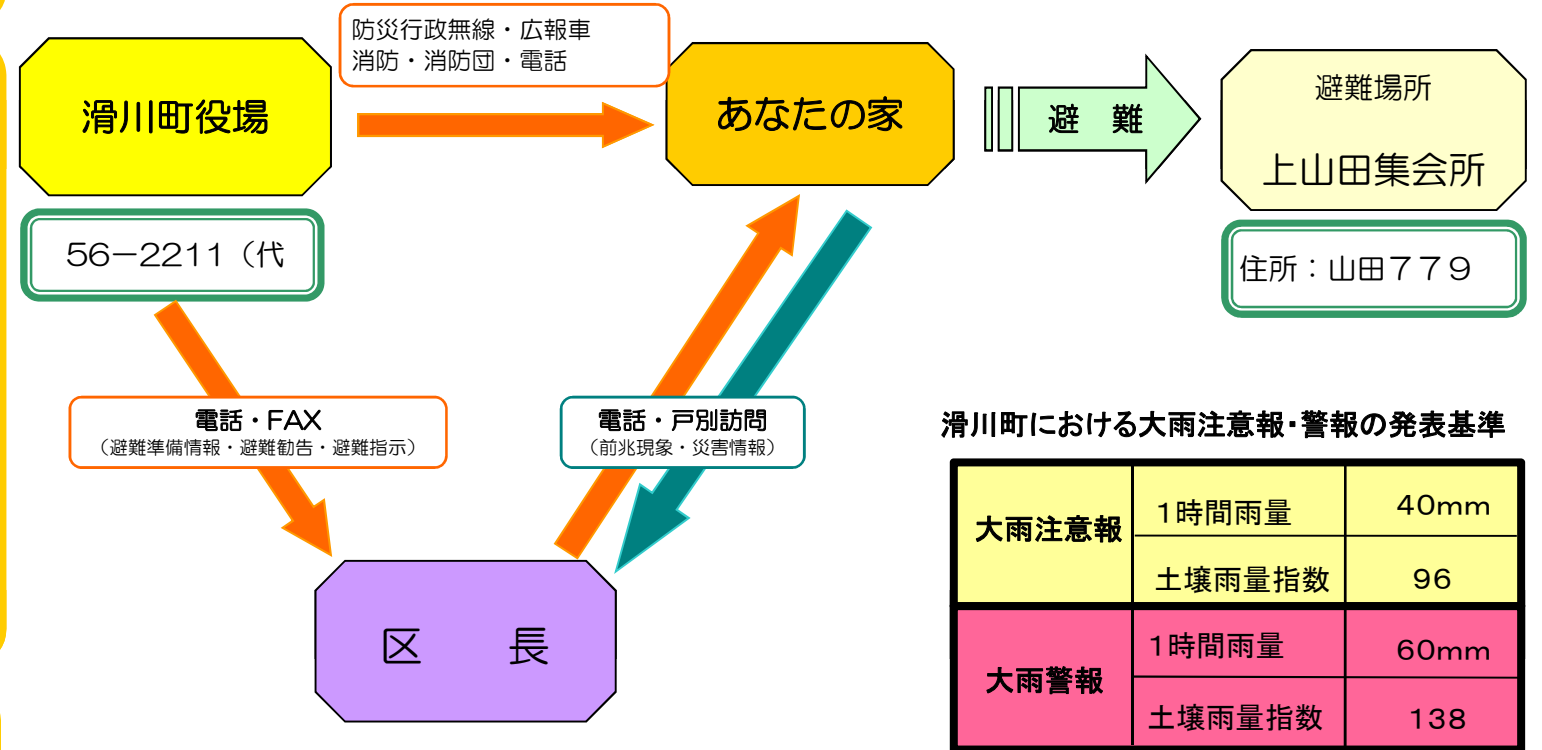 防災行政無線・広報車
消防・消防団・電話
滑川町役場
あなたの家
避　難
避難場所
上山田集会所
56−2211（代
住所：山田７７９
電話・FAX
（避難準備情報・避難勧告・避難指示）
電話・戸別訪問
（前兆現象・災害情報）
区　長
滑川町における大雨注意報・警報の発表基準
大雨注意報
1時間雨量
40mm
土壌雨量指数
96
大雨警報
1時間雨量
60mm
土壌雨量指数
138